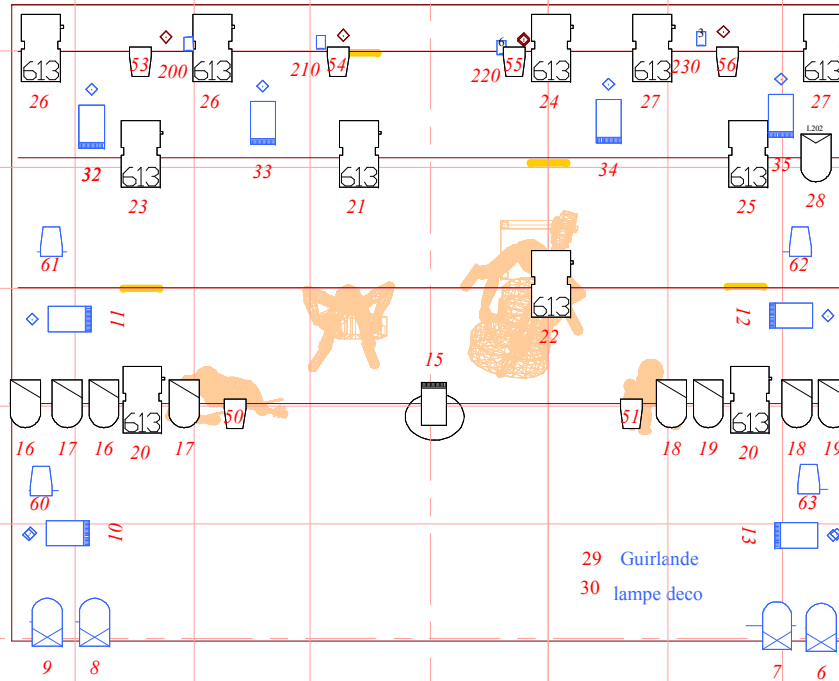 6 3
613 53 613 54 55 613 613 56 613
26 200 26 210 220 24 27 230 27
L202
32 33 34 35
613 613 613
23 21 25 28
61 62
613
22
11 12
15
613 50 51 613
16 17 16 20 17 18 19 20 18 19
60 63
10 13
29 Guirlande
30 lampe deco
9 8 7 6